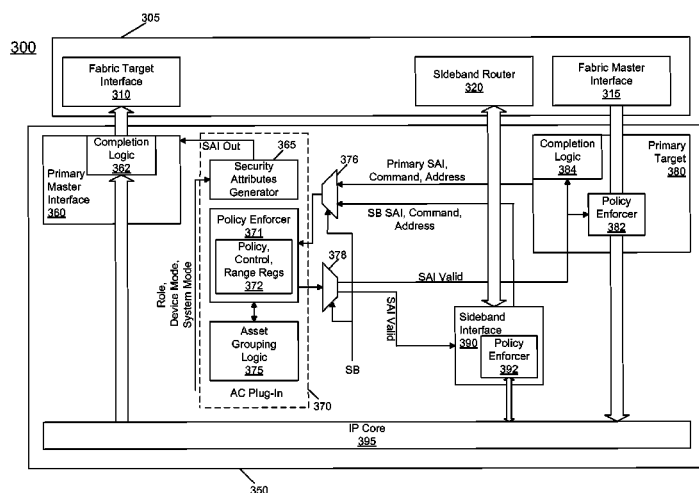 305
300
Fabric Target
Interface
310
Sideband Router
320
Fabric Master
Interface
315
Completion
Logic
362
Primary
Master
Interface
360
SAI Out
365
Security
Attributes
Generator
376
Primary SAI,
Command, Address
SB SAI, Command,
Address
Completion
Logic
384
Primary
Target
380
Policy
Enforcer
382
Policy Enforcer
371
Policy, Control,
Range Regs
372
378
SAI Valid
SAI Valid
Role,
Device Mode,
System Mode
Asset
Grouping
Logic
375
AC Plug-In
370
SB
Sideband
Interface
390
Policy
Enforcer
392
IP Core
395
350